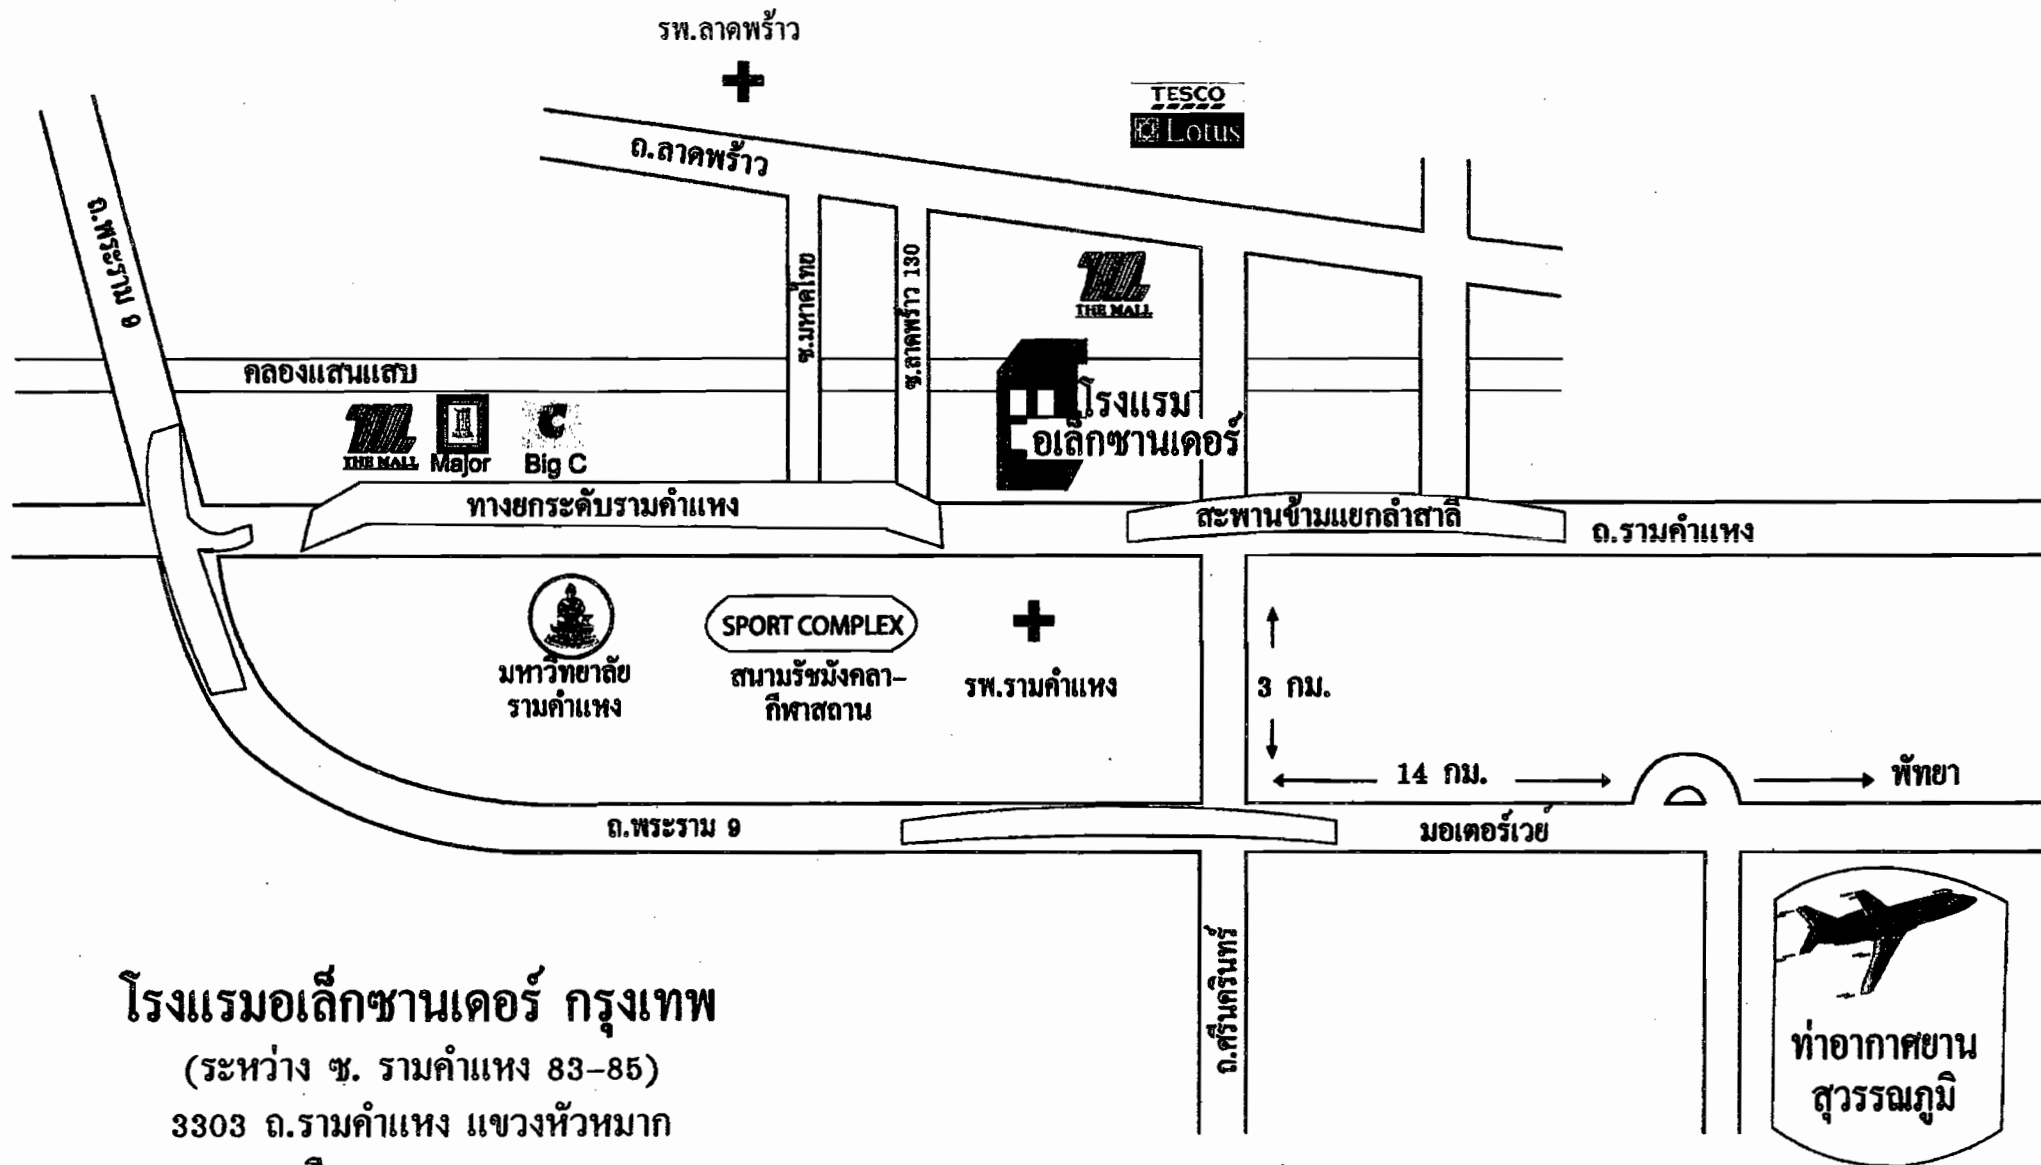 รพ.ลาดพร้าว
TESCO
Lotus
ถ.ลาดพร้าว
ถ.พระราม 9
ซ.มหาดไทย
ซ.ลาดพร้าว 130
THE MALL
คลองแสนแสบ
โรงแรม
อเล็กซานเดอร์
THE MALL
Major
Big C
ทางยกระดับรามคำแหง
สะพานข้ามแยกลำสาลี
ถ.รามคำแหง
SPORT COMPLEX
มหาวิทยาลัย
รามคำแหง
สนามรัชมังคลา-
กีฬาสถาน
รพ.รามคำแหง
3 กม.
14 กม.
พัทยา
ถ.พระราม 9
มอเตอร์เวย์
ถ.ศรีนครินทร์
ท่าอากาศยาน
สุวรรณภูมิ
โรงแรมอเล็กซานเดอร์ กรุงเทพ
(ระหว่าง ซ. รามคำแหง 83-85)
3303 ถ.รามคำแหง แขวงหัวหมาก